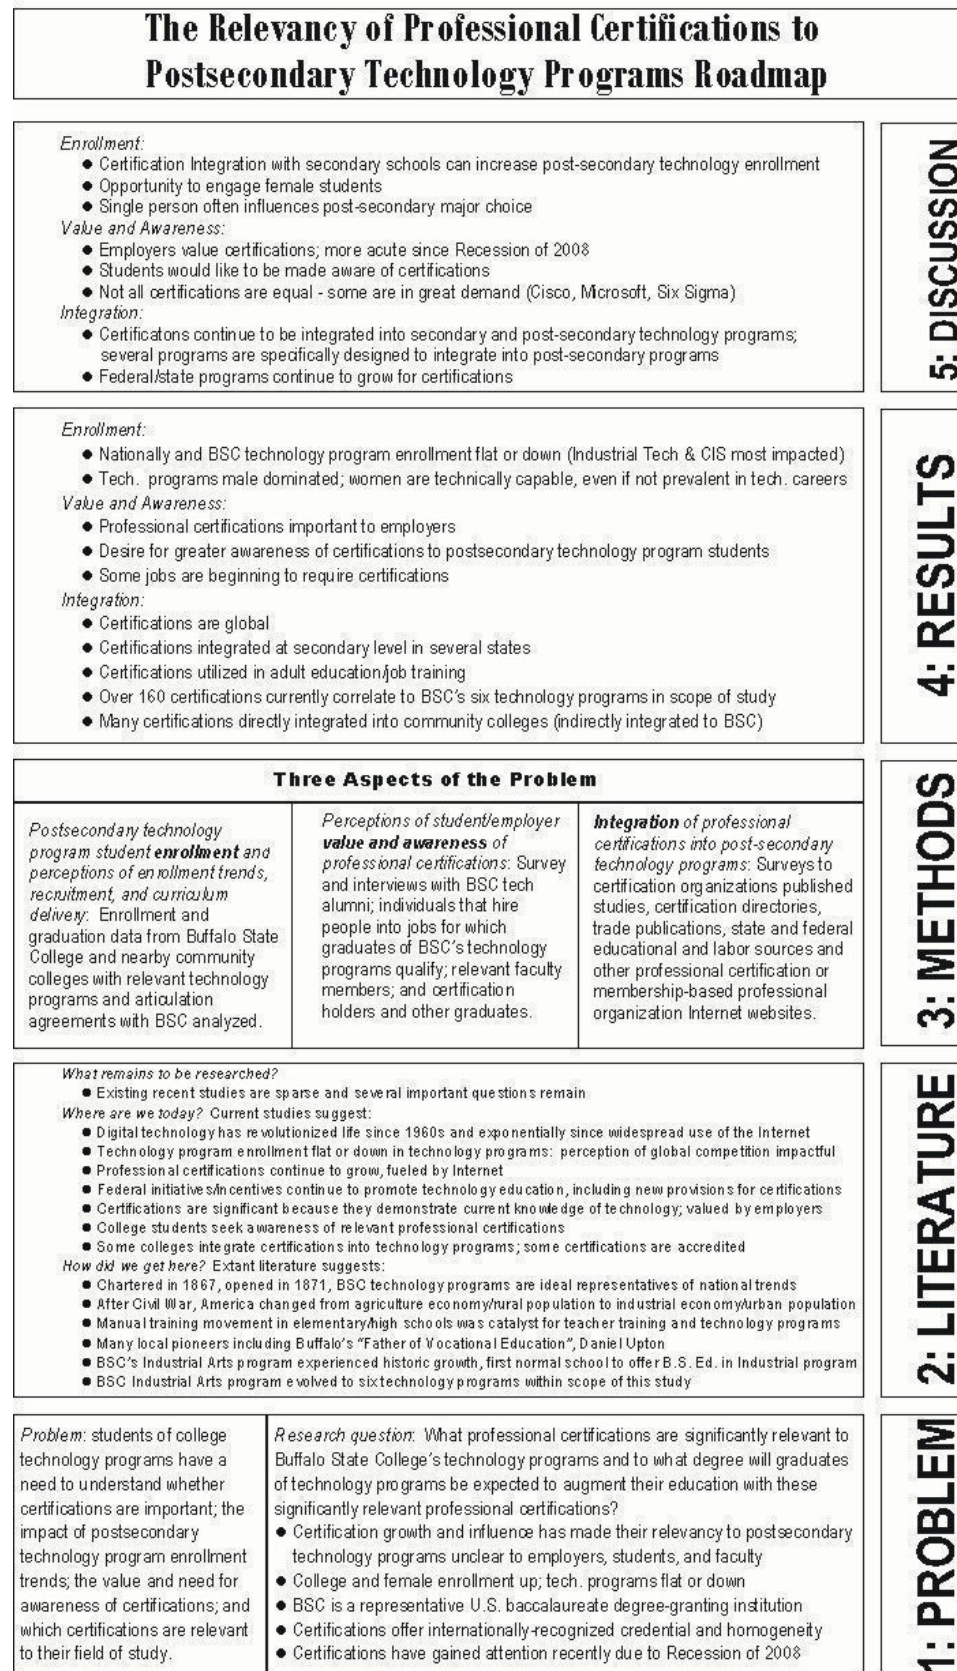 The Relevancy of Professional Certifications to
Postsecondary Technology Programs Roadmap
Enrollment:
● Certification Integration with secondary schools can increase post-secondary technology enrollment
● Opportunity to engage female students
● Single person often influences post-secondary major choice
Value and Awareness:
● Employers value certifications; more acute since Recession of 2008
● Students would like to be made aware of certifications
● Not all certifications are equal - some are in great demand (Cisco, Microsoft, Six Sigma)
Integration:
● Certificatons continue to be integrated into secondary and post-secondary technology programs;
several programs are specifically designed to integrate into post-secondary programs
● Federal/state programs continue to grow for certifications
5: DISCUSSION
Enrollment:
● Nationally and BSC technology program enrollment flat or down (Industrial Tech & CIS most impacted)
● Tech. programs male dominated; women are technically capable, even if not prevalent in tech. careers
Value and Awareness:
● Professional certifications important to employers
● Desire for greater awareness of certifications to postsecondary technology program students
● Some jobs are beginning to require certifications
Integration:
● Certifications are global
● Certifications integrated at secondary level in several states
● Certifications utilized in adult education/job training
● Over 160 certifications currently correlate to BSC's six technology programs in scope of study
● Many certifications directly integrated into community colleges (indirectly integrated to BSC)
4: RESULTS
Three Aspects of the Problem
Postsecondary technology
program student enrollment and
perceptions of enrollment trends,
recruitment, and curriculum
delivery: Enrollment and
graduation data from Buffalo State
College and nearby community
colleges with relevant technology
programs and articulation
agreements with BSC analyzed.
Perceptions of student/employer
value and awareness of
professional certifications: Survey
and interviews with BSC tech
alumni; individuals that hire
people into jobs for which
graduates of BSC's technology
programs qualify; relevant faculty
members; and certification
holders and other graduates.
Integration of professional
certifications into post-secondary
technology programs: Surveys to
certification organizations published
studies, certification directories,
trade publications, state and federal
educational and labor sources and
other professional certification or
membership-based professional
organization Internet websites.
3: METHODS
What remains to be researched?
● Existing recent studies are sparse and several important questions remain
Where are we today? Current studies suggest:
● Digital technology has revolutionized life since 1960s and exponentially since widespread use of the Internet
● Technology program enrollment flat or down in technology programs: perception of global competition impactful
● Professional certifications continue to grow, fueled by Internet
● Federal initiatives/incentives continue to promote technology education, including new provisions for certifications
● Certifications are significant because they demonstrate current knowledge of technology; valued by employers
● College students seek awareness of relevant professional certifications
● Some colleges integrate certifications into technology programs; some certifications are accredited
How did we get here? Extant literature suggests:
● Chartered in 1867, opened in 1871, BSC technology programs are ideal representatives of national trends
● After Civil War, America changed from agriculture economy/rural population to industrial economy/urban population
● Manual training movement in elementary/high schools was catalyst for teacher training and technology programs
● Many local pioneers including Buffalo's "Father of Vocational Education", Daniel Upton
● BSC's Industrial Arts program experienced historic growth, first normal school to offer B.S. Ed. in Industrial program
● BSC Industrial Arts program evolved to six technology programs within scope of this study
2: LITERATURE
Problem: students of college
technology programs have a
need to understand whether
certifications are important; the
impact of postsecondary
technology program enrollment
trends; the value and need for
awareness of certifications; and
which certifications are relevant
to their field of study.
Research question: What professional certifications are significantly relevant to
Buffalo State College's technology programs and to what degree will graduates
of technology programs be expected to augment their education with these
significantly relevant professional certifications?
● Certification growth and influence has made their relevancy to postsecondary
technology programs unclear to employers, students, and faculty
● College and female enrollment up; tech. programs flat or down
● BSC is a representative U.S. baccalaureate degree-granting institution
● Certifications offer internationally-recognized credential and homogeneity
● Certifications have gained attention recently due to Recession of 2008
1: PROBLEM